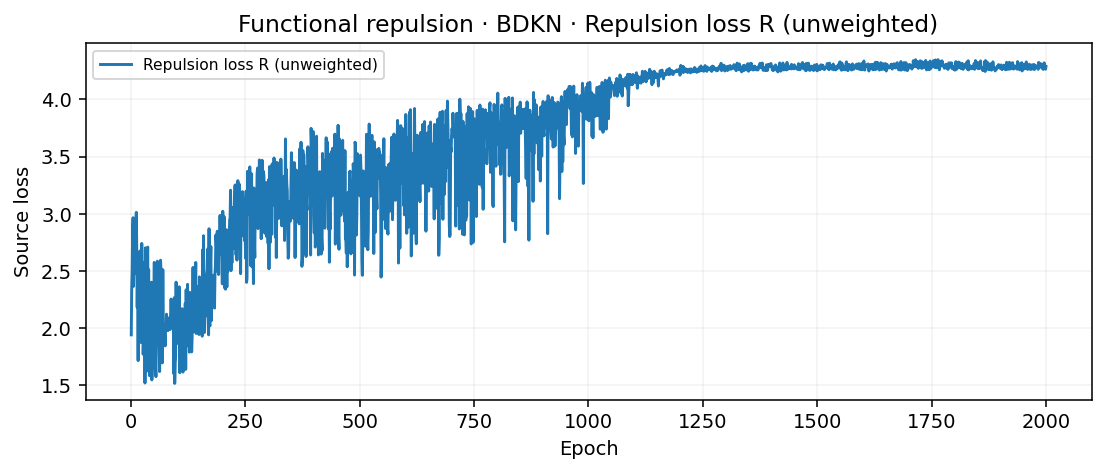 Functional repulsion · BDKN · Repulsion loss R (unweighted)
Repulsion loss R (unweighted)
Source loss
4.0
3.5
3.0
2.5
2.0
1.5
0 250 500 750 1000 1250 1500 1750 2000
Epoch